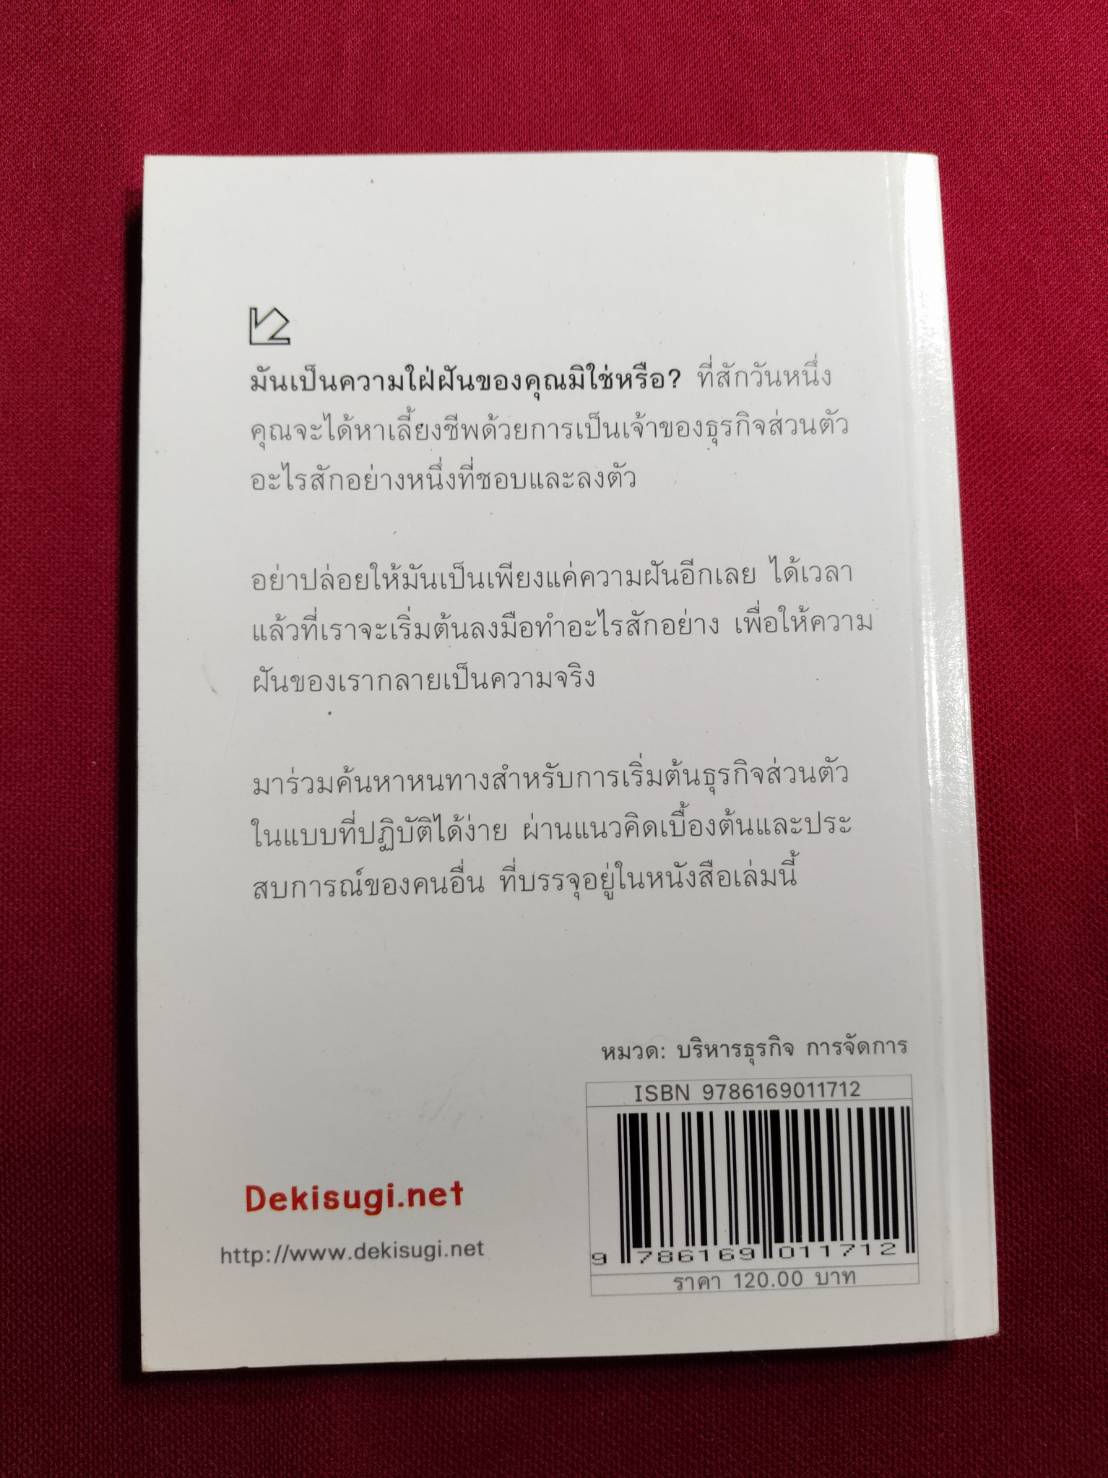 มันเป็นความใฝ่ฝันของคุณมิใช่หรือ? ที่สักวันหนึ่ง
คุณจะได้หาเลี้ยงชีพด้วยการเป็นเจ้าของธุรกิจส่วนตัว
อะไรสักอย่างหนึ่งที่ชอบและลงตัว
อย่าปล่อยให้มันเป็นเพียงแค่ความฝันอีกเลย ได้เวลา
แล้วที่เราจะเริ่มต้นลงมือทำอะไรสักอย่าง เพื่อให้ความ
ฝันของเรากลายเป็นความจริง
มาร่วมค้นหาหนทางสำหรับการเริ่มต้นธุรกิจส่วนตัว
ในแบบที่ปฏิบัติได้ง่าย ผ่านแนวคิดเบื้องต้นและประ
สบการณ์ของคนอื่น ที่บรรจุอยู่ในหนังสือเล่มนี้
หมวด: บริหารธุรกิจ การจัดการ
ISBN 9786169011712
9 786169 011712
ราคา 120.00 บาท
Dekisugi.net
http://www.dekisugi.net